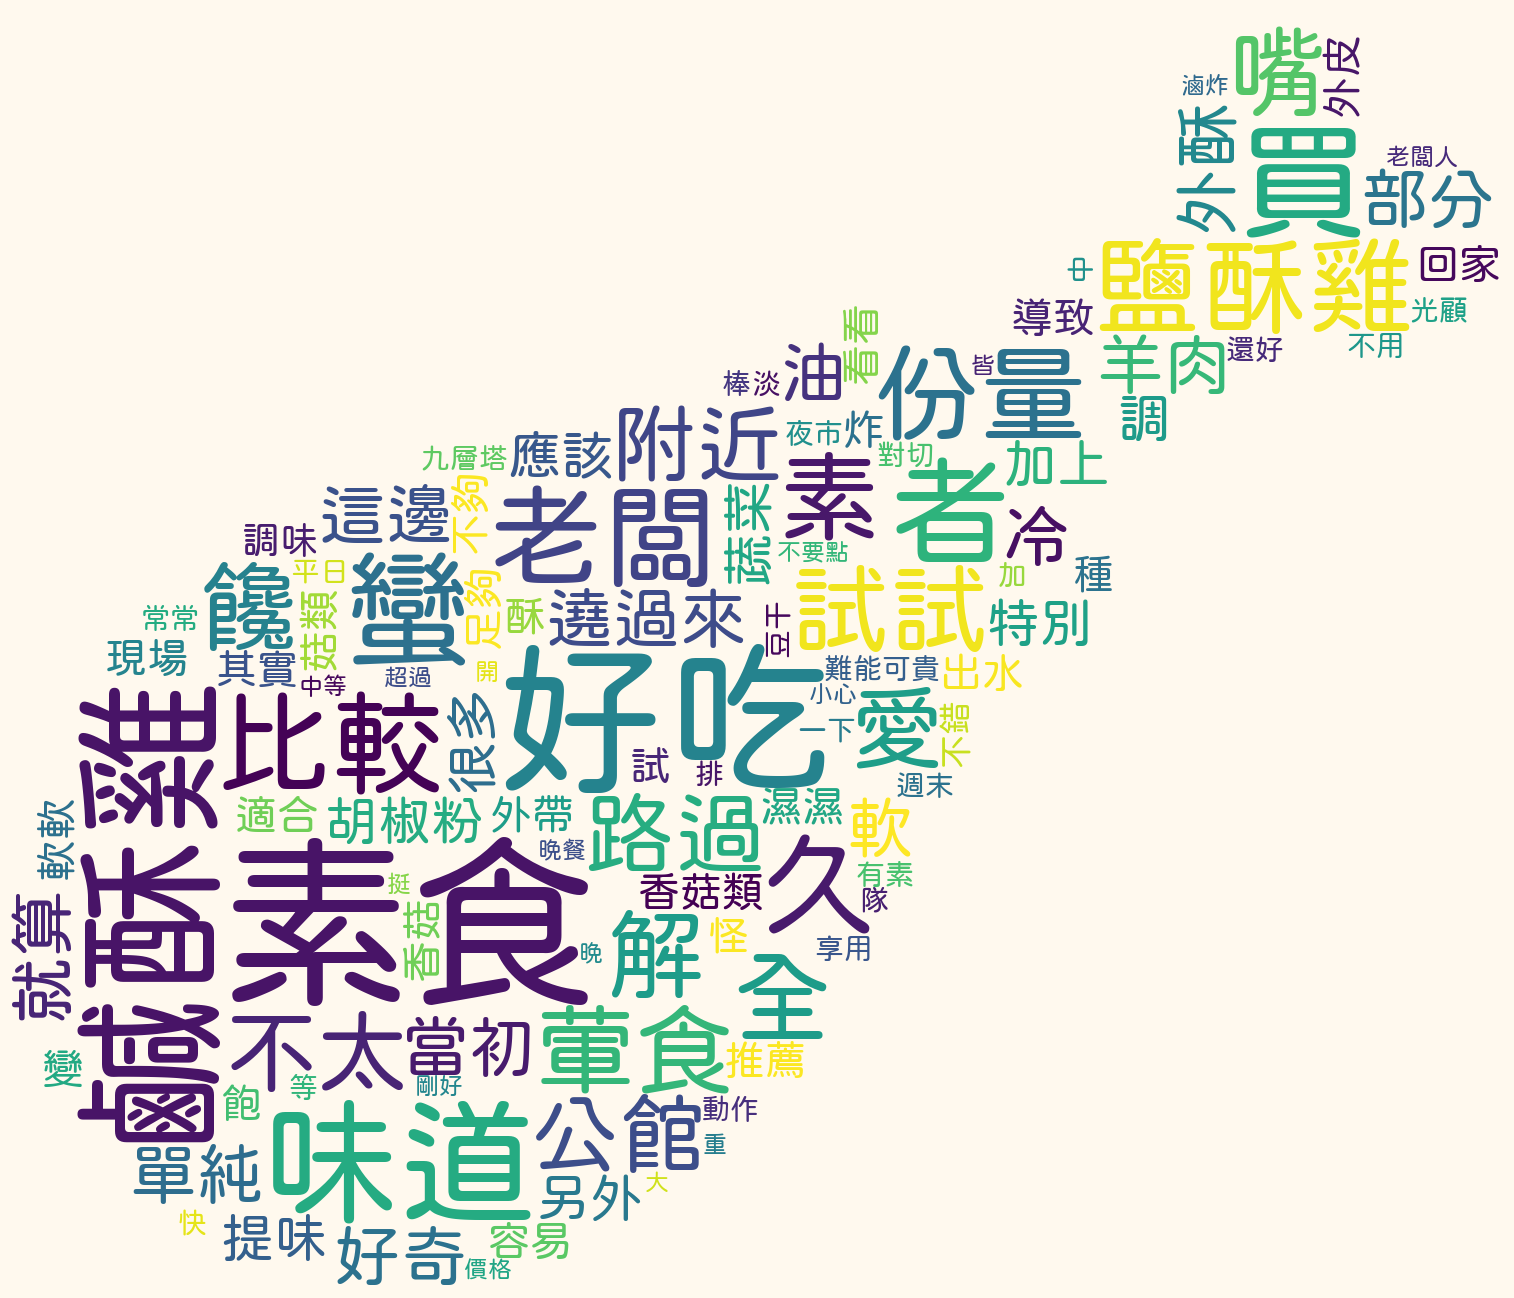 嘴
外皮
滷炸
外酥
買
老闆人
部分
鹽酥雞
回家
中
導致
光顧
不用
羊肉
還好
看看
油
棒
淡
份量
皆
調
附近
應該
夜市
炸
九層塔
對切
加上
素
者
冷
這邊
不夠
老闆
蔬菜
不要點
調味
平日
饞
蠻
足夠
試試
加
種
常常
菇類
酥
遶過來
豆干
特別
現場
其實
中等
超過
開
好吃
難能可貴
出水
小心
一下
愛
不錯
鹹酥雞
比較
很多
試
排
週末
適合
胡椒粉
外帶
路過
濕濕
軟
軟軟
晚餐
有素
素食
挺
香菇
香菇類
久
隊
就算
解
怪
晚
享用
全
不太
當初
葷食
推薦
變
等
剛好
飽
味道
公館
動作
重
單純
另外
大
快
提味
好奇
容易
價格